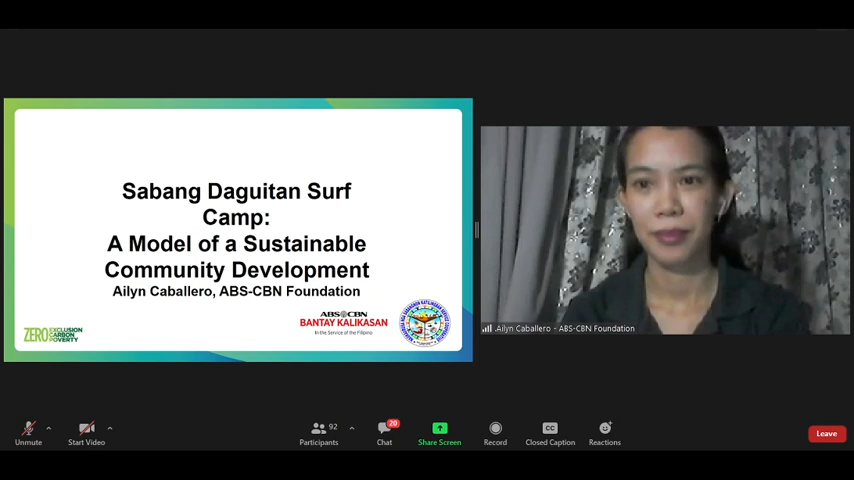 Sabang Daguitan Surf
Camp:
A Model of a Sustainable
Community Development
Ailyn Caballero, ABS-CBN Foundation
ZERO EXCLUSION
CARBON
POVERTY
ABS-CBN
BANTAY KALIKASAN
In the Service of the Filipino
.Ailyn Caballero - ABS-CBN Foundation
92
20
CC
Unmute
Start Video
Participants
Chat
Share Screen
Record
Closed Caption
Reactions
Leave